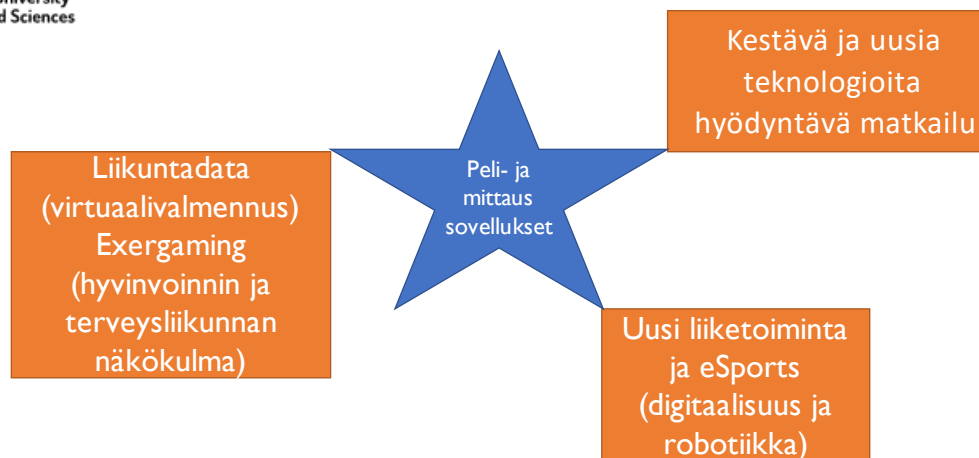 d Sciences
Kestävä ja uusia
teknologioita
hyödyntävä matkailu
Peli- ja
mittaus
sovellukset
Liikuntadata
(virtuaalivalmennus)
Exergaming
(hyvinvoinnin ja
terveysliikunnan
näkökulma)
Uusi liiketoiminta
ja eSports
(digitaalisuus ja
robotiikka)